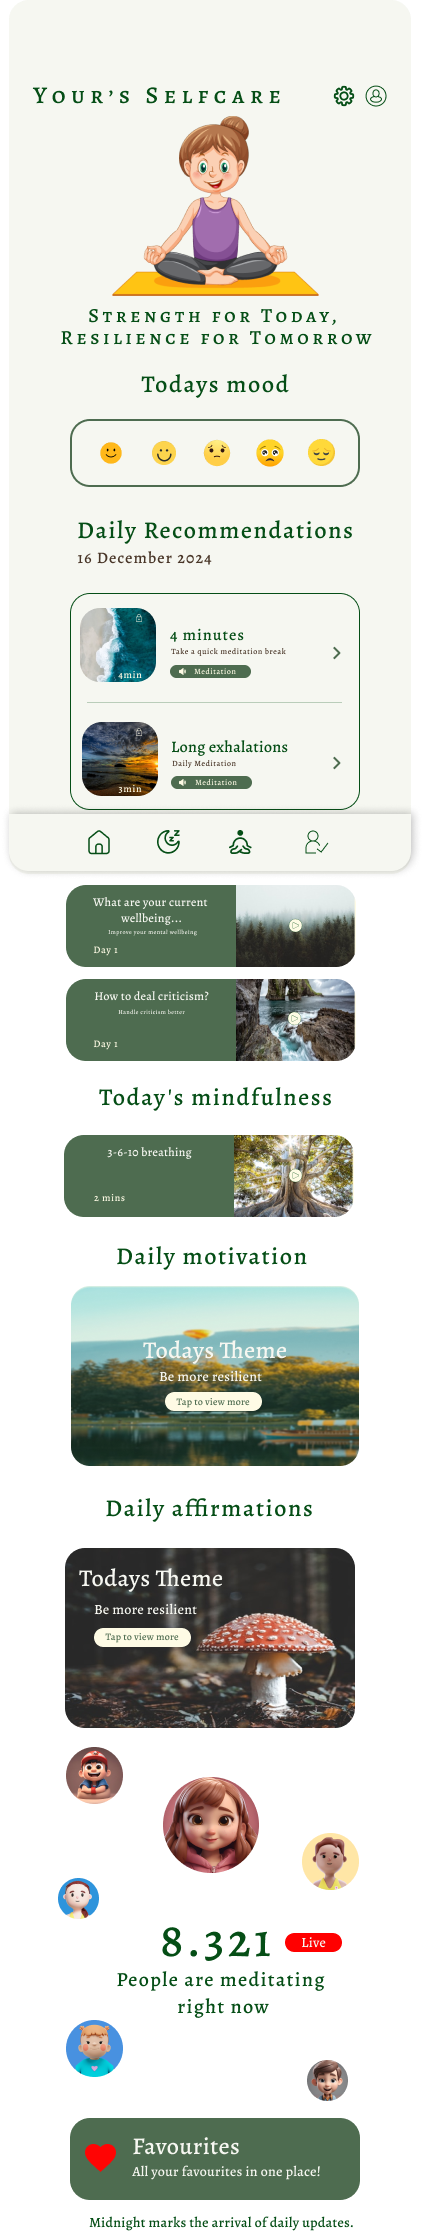 Your's Selfcare
Strength for Today,
Resilience for Tomorrow
Todays mood
Daily Recommendations
16 December 2024
4min
4 minutes
Take a quick meditation break
Meditation
3min
Long exhalations
Daily Meditation
Meditation
What are your current
wellbeing...
Improve your mental wellbeing
Day 1
How to deal criticism?
Handle criticism better
Day 1
Today's mindfulness
3-6-10 breathing
2 mins
Daily motivation
Todays Theme
Be more resilient
Tap to view more
Daily affirmations
Todays Theme
Be more resilient
Tap to view more
8.321
Live
People are meditating
right now
Favourites
All your favourites in one place!
Midnight marks the arrival of daily updates.